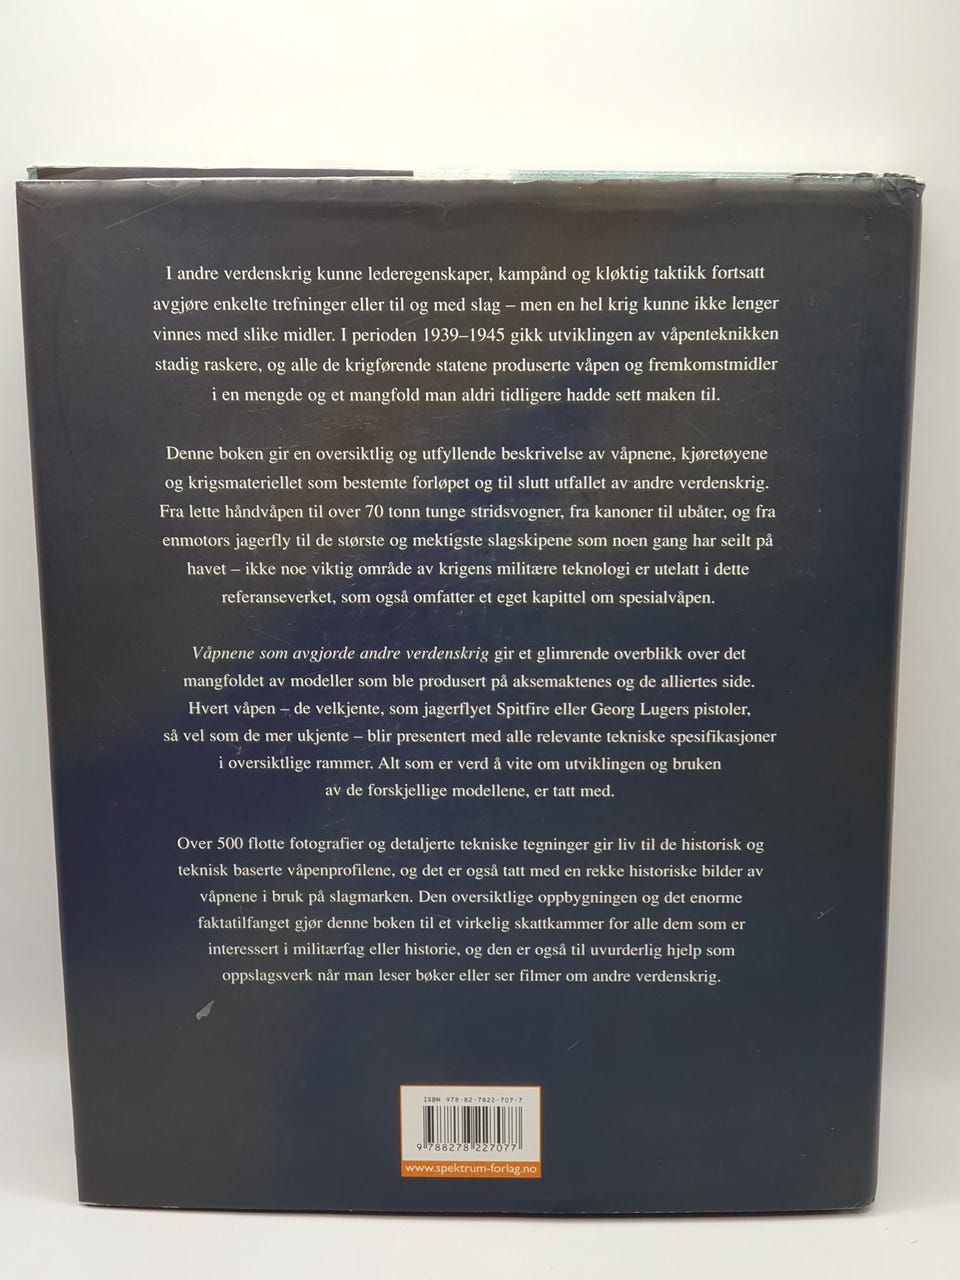 I andre verdenskrig kunne lederegenskaper, kampånd og kløktig taktikk fortsatt
avgjøre enkelte trefninger eller til og med slag – men en hel krig kunne ikke lenger
vinnes med slike midler. I perioden 1939–1945 gikk utviklingen av våpenteknikken
stadig raskere, og alle de krigførende statene produserte våpen og fremkomstmidler
i en mengde og et mangfold man aldri tidligere hadde sett maken til.
Denne boken gir en oversiktlig og utfyllende beskrivelse av våpnene, kjøretøyene
og krigsmateriellet som bestemte forløpet og til slutt utfallet av andre verdenskrig.
Fra lette håndvåpen til over 70 tonn tunge stridsvogner, fra kanoner til ubåter, og fra
enmotors jagerfly til de største og mektigste slagskipene som noen gang har seilt på
havet – ikke noe viktig område av krigens militære teknologi er utelatt i dette
referanseverket, som også omfatter et eget kapittel om spesialvåpen.
Våpnene som avgjorde andre verdenskrig gir et glimrende overblikk over det
mangfoldet av modeller som ble produsert på aksemaktenes og de alliertes side.
Hvert våpen – de velkjente, som jagerflyet Spitfire eller Georg Lugers pistoler,
så vel som de mer ukjente – blir presentert med alle relevante tekniske spesifikasjoner
i oversiktlige rammer. Alt som er verd å vite om utviklingen og bruken
av de forskjellige modellene, er tatt med.
Over 500 flotte fotografier og detaljerte tekniske tegninger gir liv til de historisk og
teknisk baserte våpenprofilene, og det er også tatt med en rekke historiske bilder av
våpnene i bruk på slagmarken. Den oversiktlige oppbygningen og det enorme
faktatilfanget gjør denne boken til et virkelig skattkammer for alle dem som er
interessert i militærfag eller historie, og den er også til uvurderlig hjelp som
oppslagsverk når man leser bøker eller ser filmer om andre verdenskrig.
ISBN 978-82-7822-707-7
9 788278 227077
www.spektrum-forlag.no